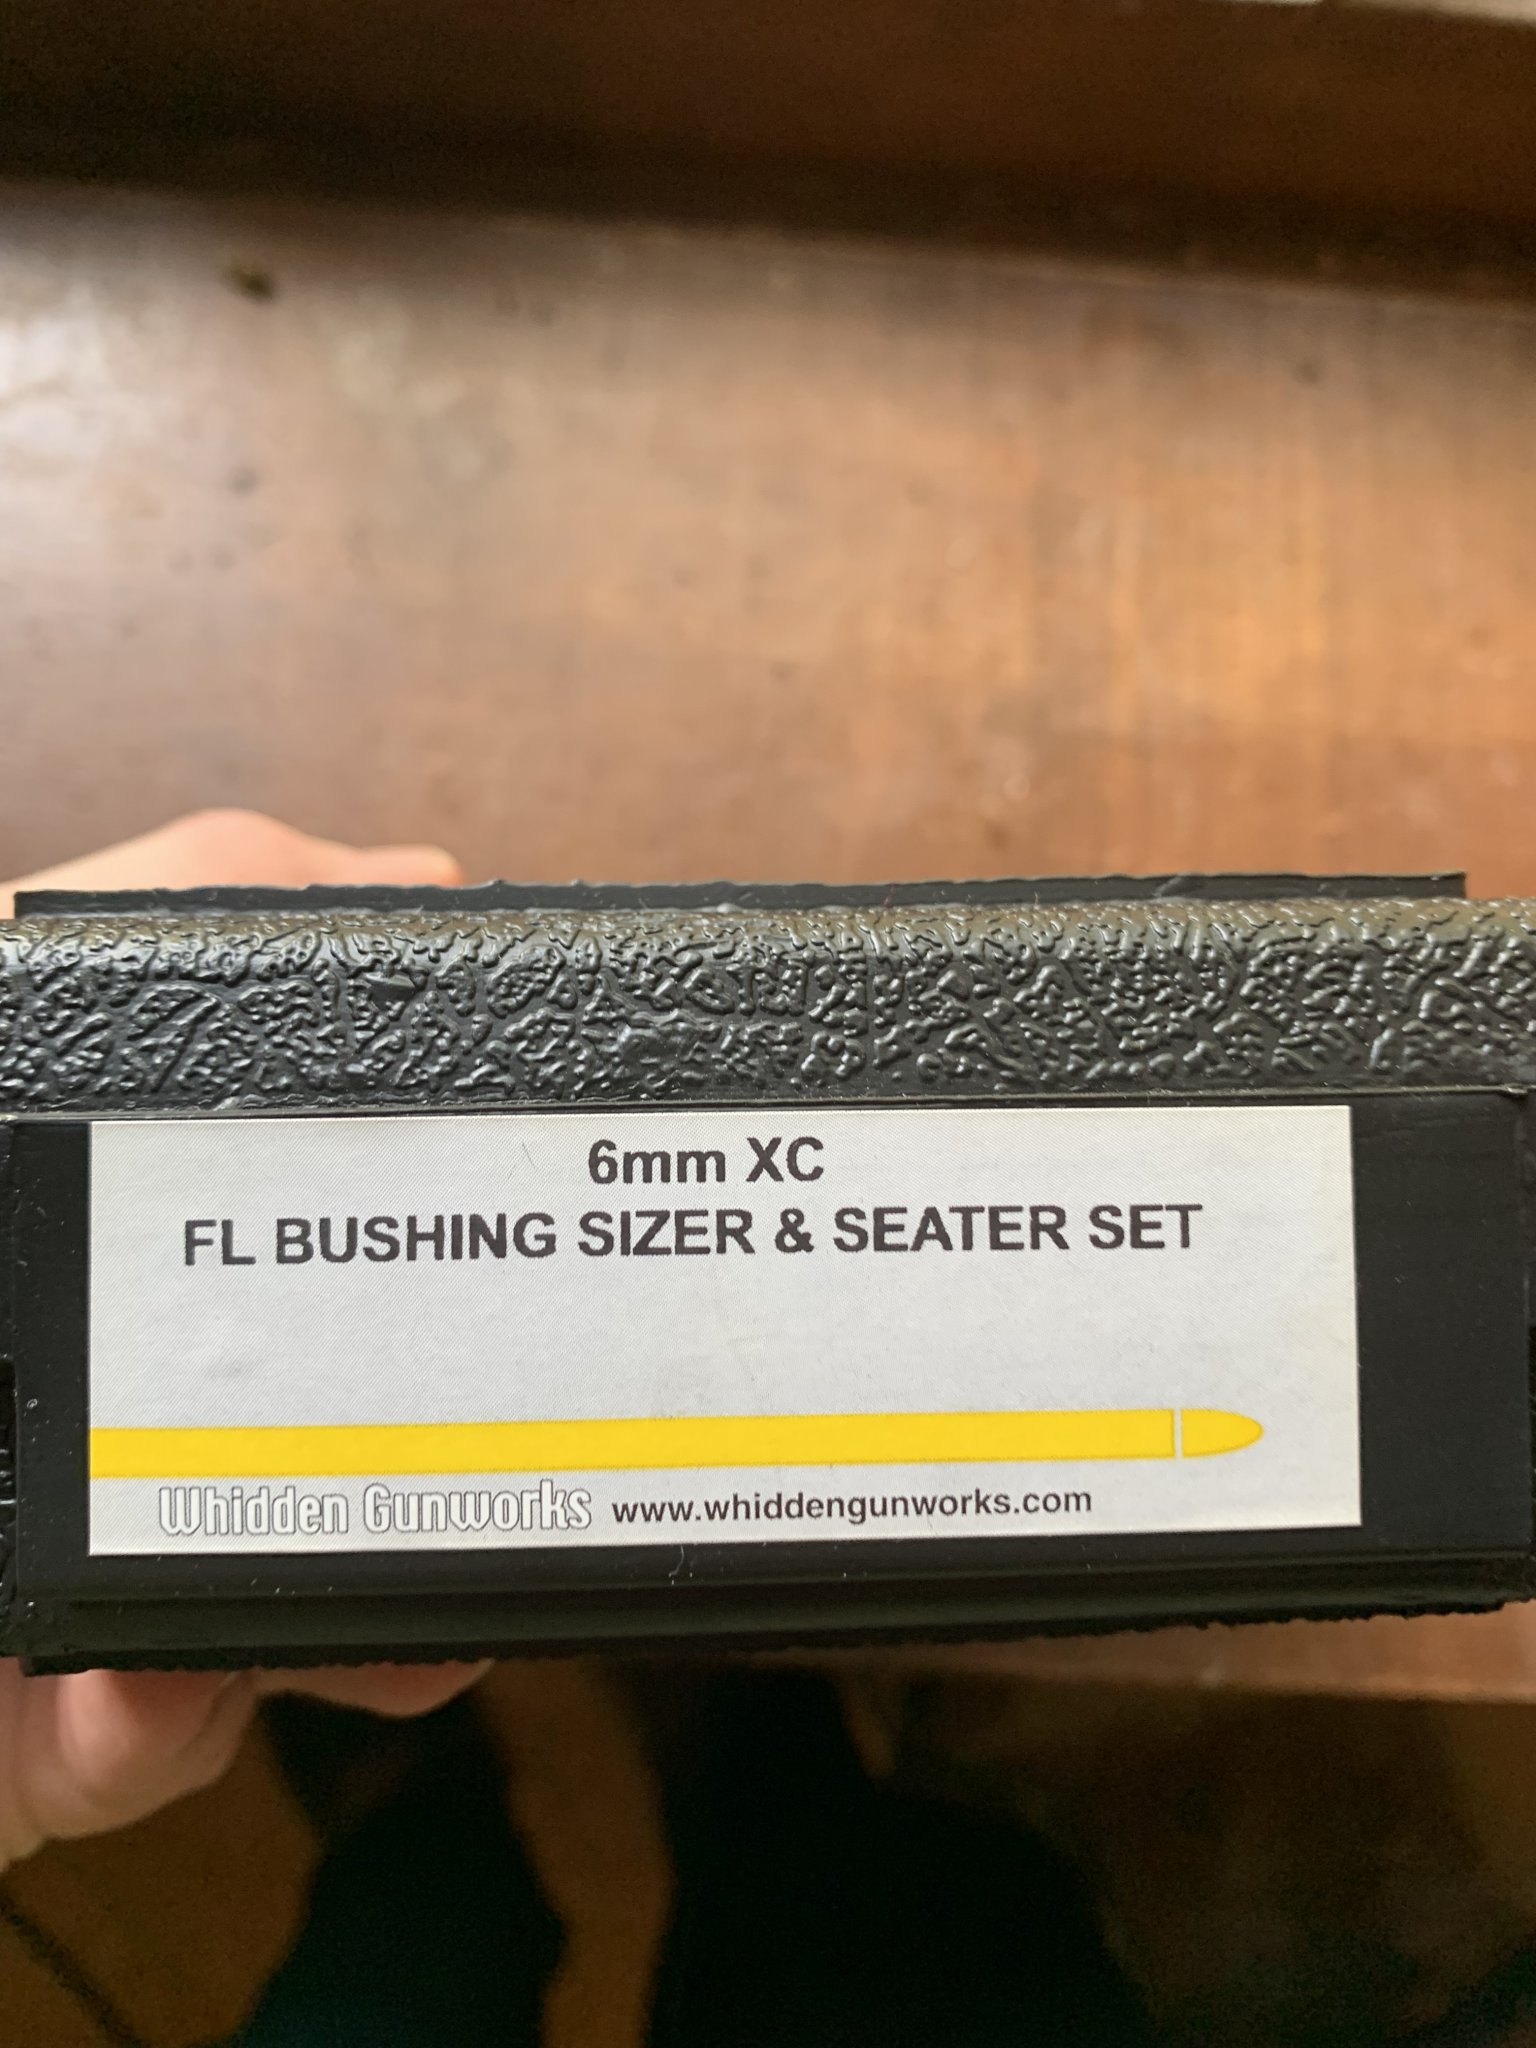 6mm XC
FL BUSHING SIZER & SEATER SET
Whidden Gunworks www.whiddengunworks.com